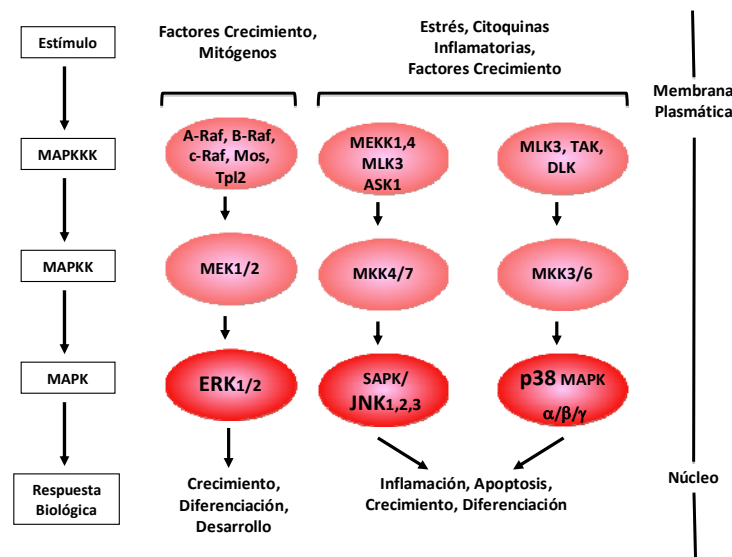 Estímulo
Factores Crecimiento,
Mitógenos
Estrés, Citoquinas
Inflamatorias,
Factores Crecimiento
Membrana
Plasmática
MAPKKK
A-Raf, B-Raf,
c-Raf, Mos,
Tpl2
MEKK1,4
MLK3
ASK1
MLK3, TAK,
DLK
MAPKK
MEK1/2
MKK4/7
MKK3/6
MAPK
ERK1/2
SAPK/
JNK1,2,3
p38 MAPK
α/β/γ
Respuesta
Biológica
Crecimiento,
Diferenciación,
Desarrollo
Inflamación, Apoptosis,
Crecimiento, Diferenciación
Núcleo